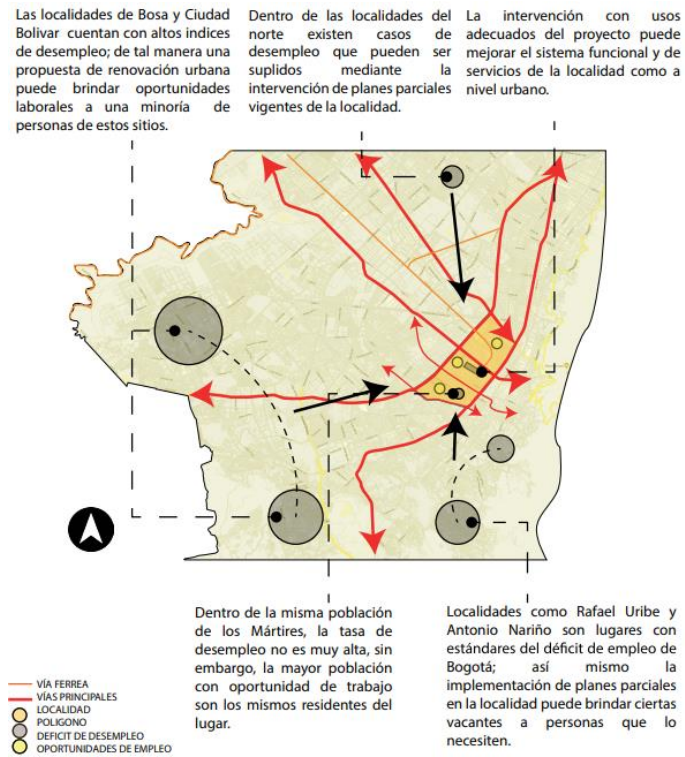 Las localidades de Bosa y Ciudad
Bolivar cuentan con altos indices
de desempleo; de tal manera una
propuesta de renovación urbana
puede brindar oportunidades
laborales a una minoría de
personas de estos sitios.
Dentro de las localidades del
norte existen casos de
desempleo que pueden ser
suplidos mediante la
intervención de planes parciales
vigentes de la localidad.
La intervención con usos
adecuados del proyecto puede
mejorar el sistema funcional y de
servicios de la localidad como a
nivel urbano.
Dentro de la misma población
de los Mártires, la tasa de
desempleo no es muy alta, sin
embargo, la mayor población
con oportunidad de trabajo
son los mismos residentes del
lugar.
Localidades como Rafael Uribe y
Antonio Nariño son lugares con
estándares del déficit de empleo de
Bogotá; así mismo la
implementación de planes parciales
en la localidad puede brindar ciertas
vacantes a personas que lo
necesiten.
VÍA FERREA
VÍAS PRINCIPALES
LOCALIDAD
POLIGONO
DEFICIT DE DESEMPLEO
OPORTUNIDADES DE EMPLEO